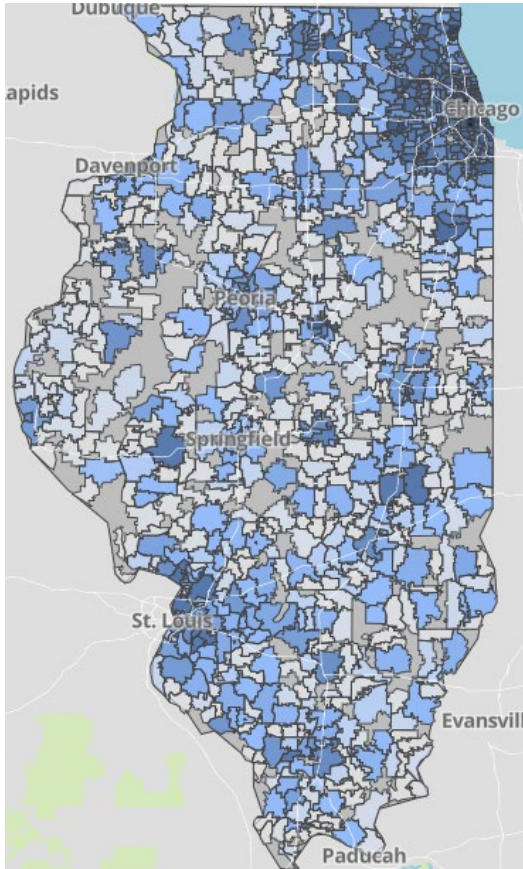 Dubuque
apids
Chicago
Davenport
Peoria
Springfield
St. Louis
Evansvill
Paducah